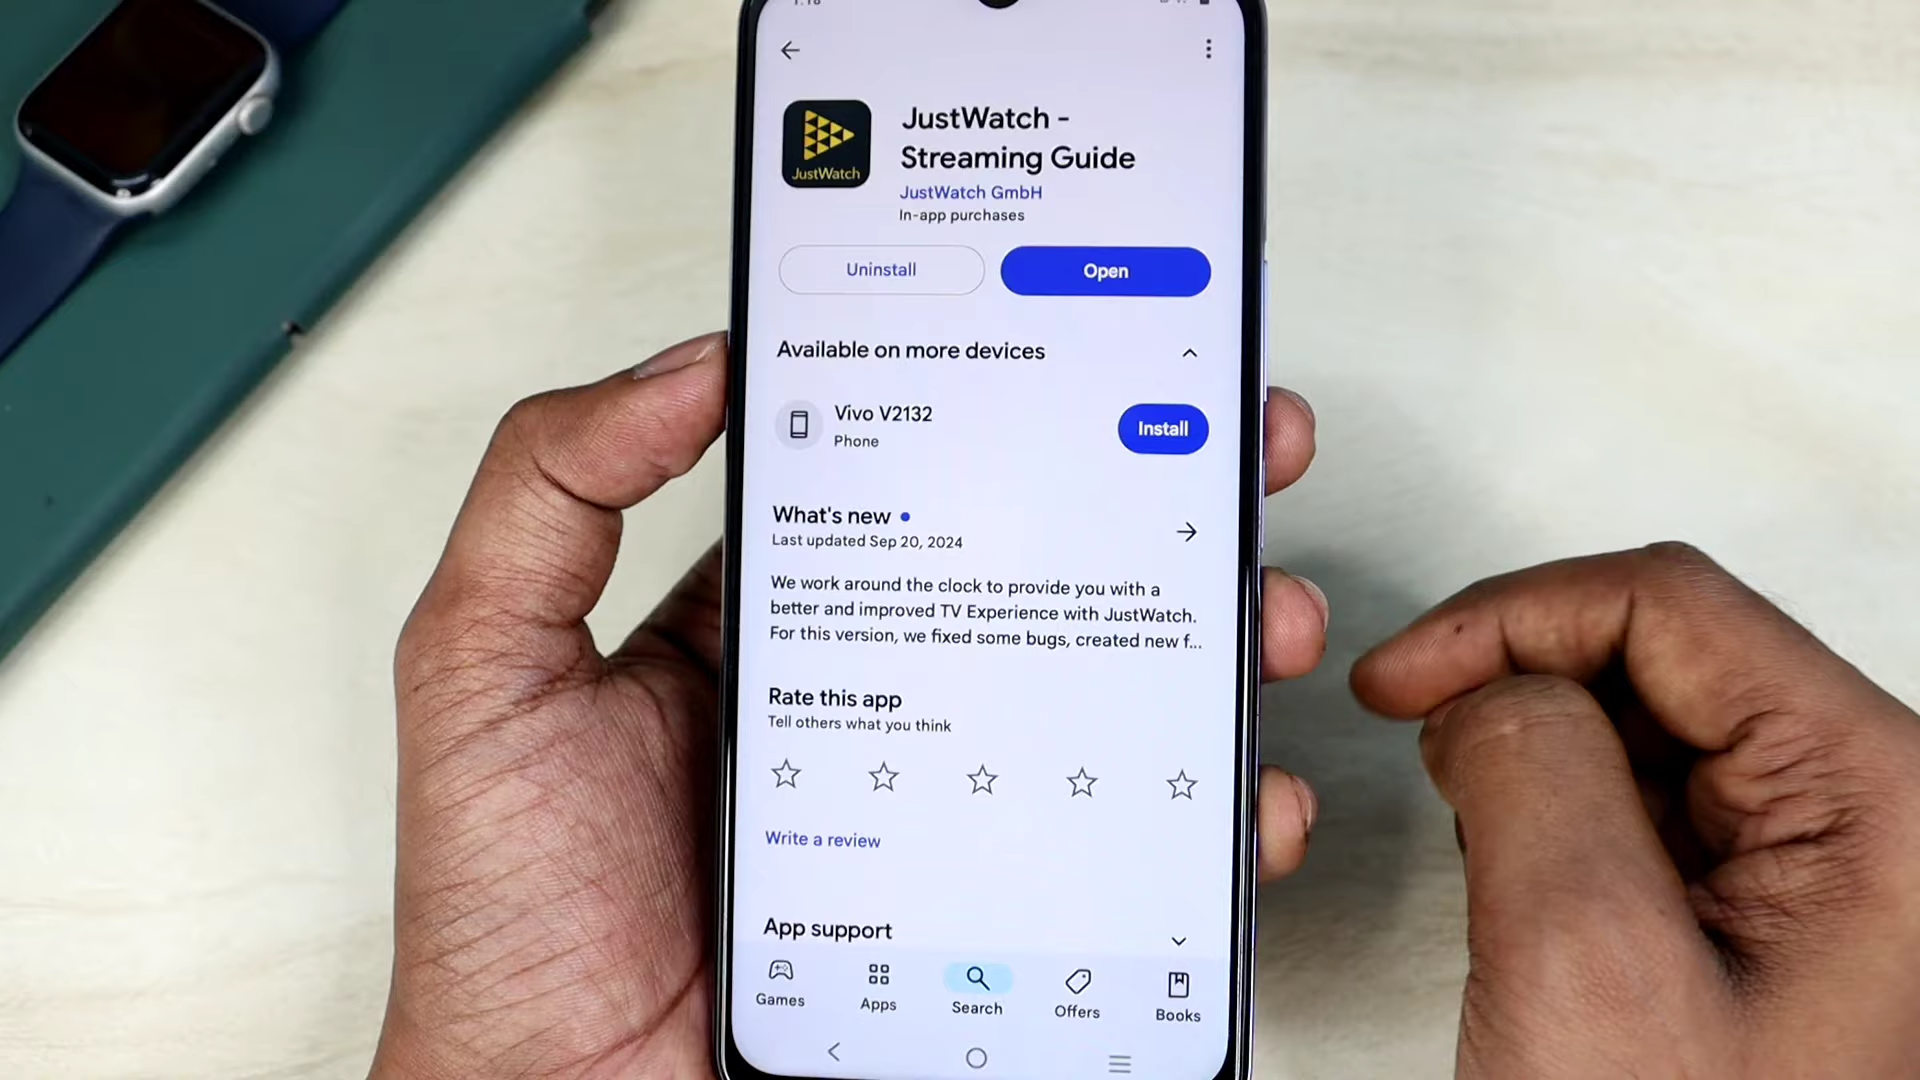 JustWatch -
Streaming Guide
JustWatch
JustWatch GmbH
In-app purchases
Uninstall
Open
Available on more devices
Vivo V2132
Phone
Install
What's new
Last updated Sep 20, 2024
We work around the clock to provide you with a
better and improved TV Experience with JustWatch.
For this version, we fixed some bugs, created new f...
Rate this app
Tell others what you think
Write a review
App support
Games
Apps
Search
Offers
Books